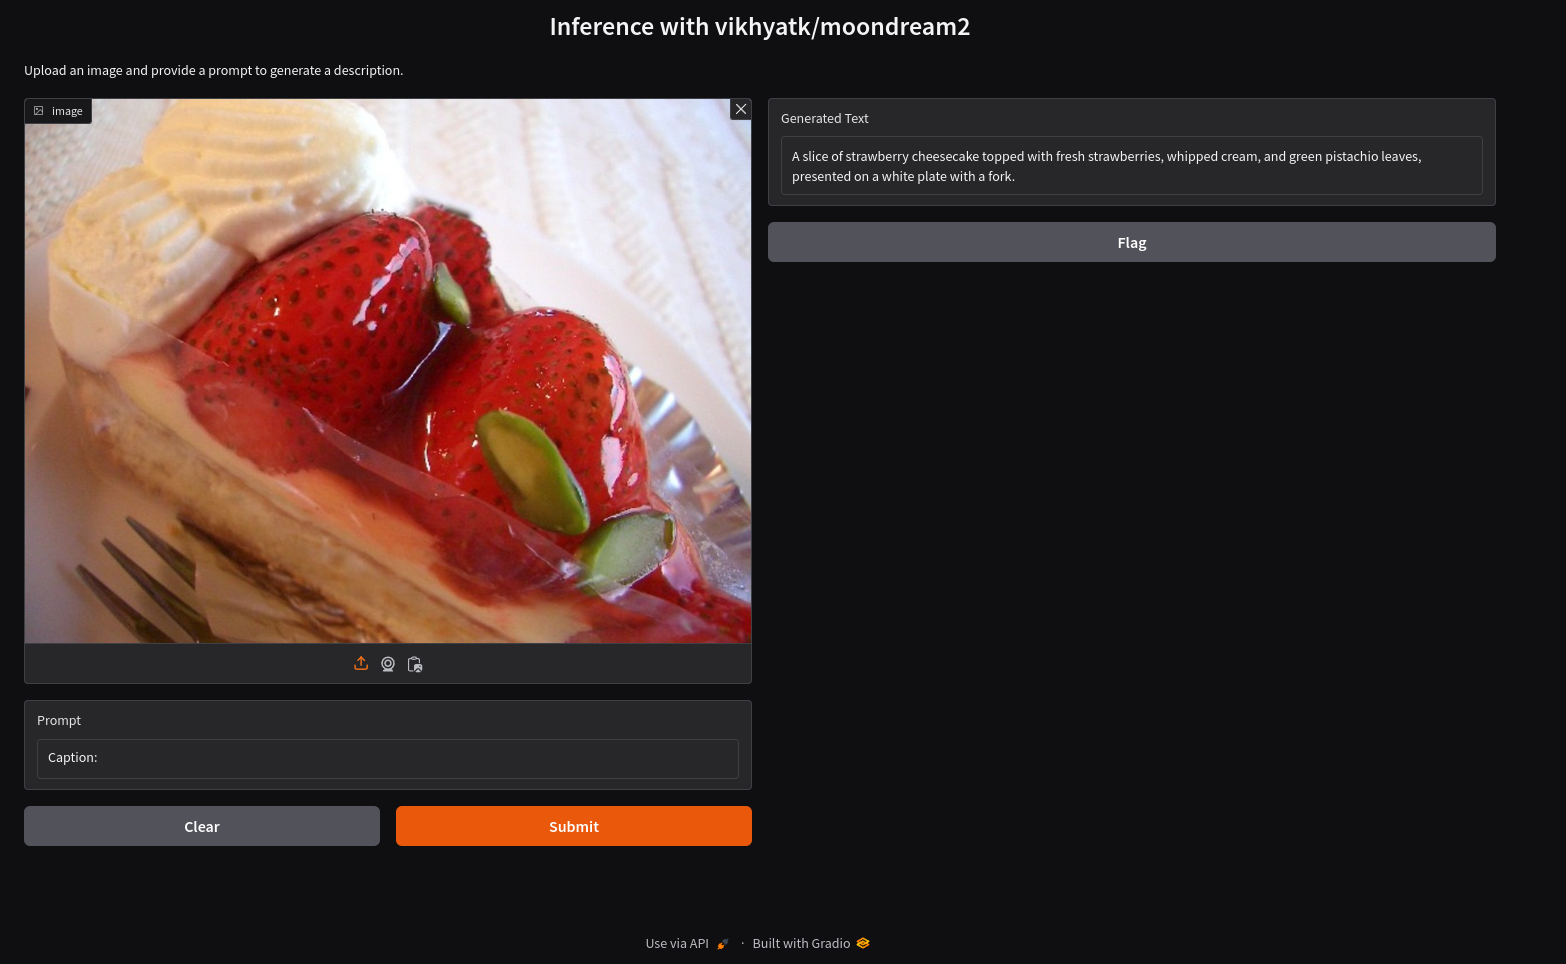 Inference with vikhyatk/moondream2
Upload an image and provide a prompt to generate a description.
image
Generated Text
A slice of strawberry cheesecake topped with fresh strawberries, whipped cream, and green pistachio leaves,
presented on a white plate with a fork.
Flag
Prompt
Caption:
Clear
Submit
Use via API · Built with Gradio